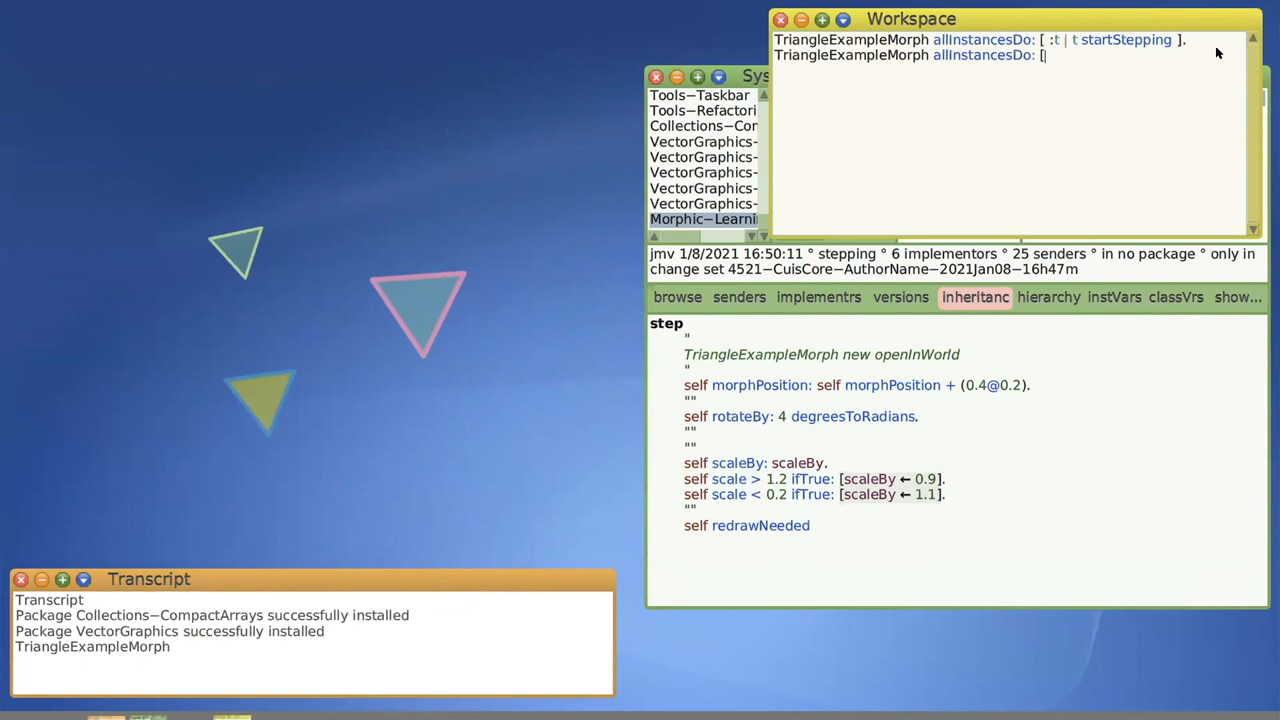 Workspace
TriangleExampleMorph allInstancesDo: [ :t | t startStepping ].
TriangleExampleMorph allInstancesDo: [
Sys
Tools−Taskbar
Tools−Refactori
Collections−Cor
VectorGraphics−
VectorGraphics−
VectorGraphics−
VectorGraphics−
VectorGraphics−
Morphic−Learni
jmv 1/8/2021 16:50:11 ° stepping ° 6 implementors ° 25 senders ° in no package ° only in
change set 4521−CuisCore−AuthorName−2021Jan08−16h47m
browse senders implementrs versions inheritanc hierarchy instVars classVrs show...
step
"
TriangleExampleMorph new openInWorld
"
self morphPosition: self morphPosition + (0.4@0.2).
""
self rotateBy: 4 degreesToRadians.
""
""
self scaleBy: scaleBy.
self scale > 1.2 ifTrue: [scaleBy ← 0.9].
self scale < 0.2 ifTrue: [scaleBy ← 1.1].
""
self redrawNeeded
Transcript
Transcript
Package Collections−CompactArrays successfully installed
Package VectorGraphics successfully installed
TriangleExampleMorph